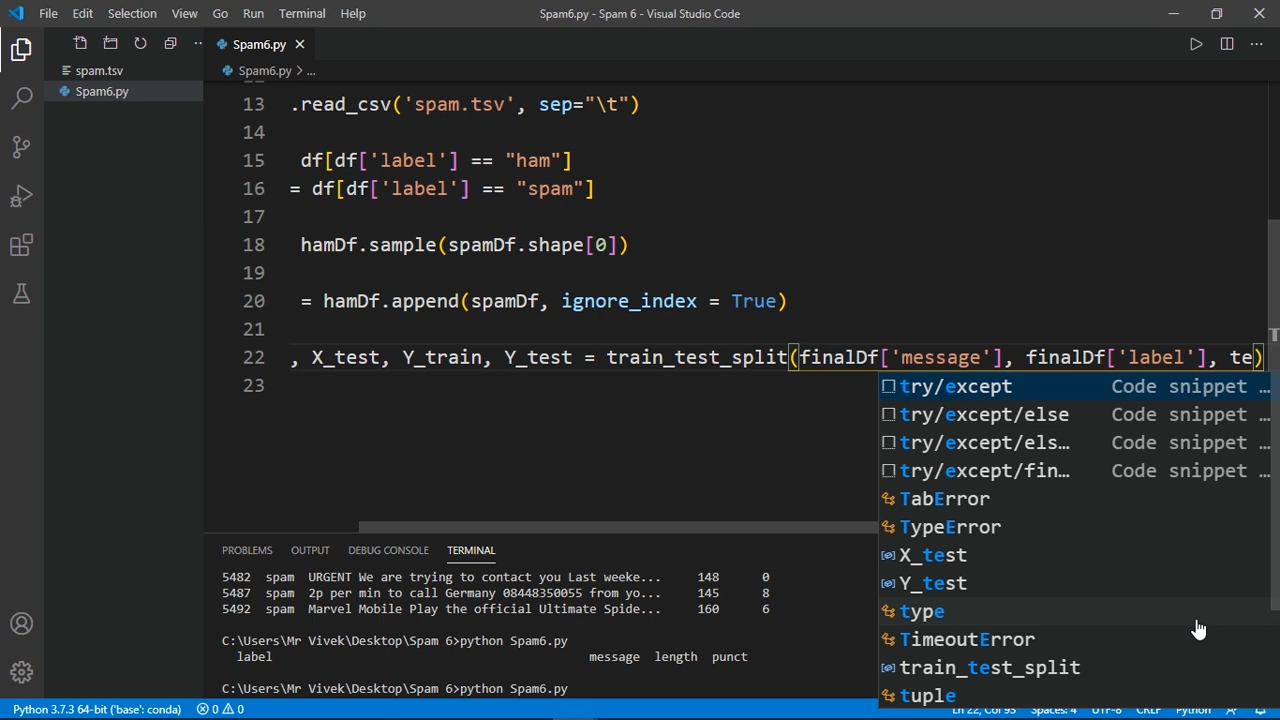 File Edit Selection View Go Run Terminal Help Spam6.py - Spam 6 - Visual Studio Code
Spam6.py
Spam6.py > ...
spam.tsv
Spam6.py
13 .read_csv('spam.tsv', sep="\t")
14
15 df[df['label'] == "ham"]
16 = df[df['label'] == "spam"]
17
18 hamDf.sample(spamDf.shape[0])
19
20 = hamDf.append(spamDf, ignore_index = True)
21
22 , X_test, Y_train, Y_test = train_test_split(finalDf['message'], finalDf['label'], te)
23
try/except Code snippet ...
try/except/else Code snippet ...
try/except/els... Code snippet ...
try/except/fin... Code snippet ...
TabError
TypeError
X_test
Y_test
type
TimeoutError
train_test_split
tuple
PROBLEMS OUTPUT DEBUG CONSOLE TERMINAL
5482 spam URGENT We are trying to contact you Last weeke... 148 0
5487 spam 2p per min to call Germany 08448350055 from yo... 145 8
5492 spam Marvel Mobile Play the official Ultimate Spide... 160 6
C:\Users\Mr Vivek\Desktop\Spam 6>python Spam6.py
label message length punct
C:\Users\Mr Vivek\Desktop\Spam 6>python Spam6.py
Python 3.7.3 64-bit ('base': conda) 0 0 Ln 22, Col 93 Spaces: 4 UTF-8 CRLF Python